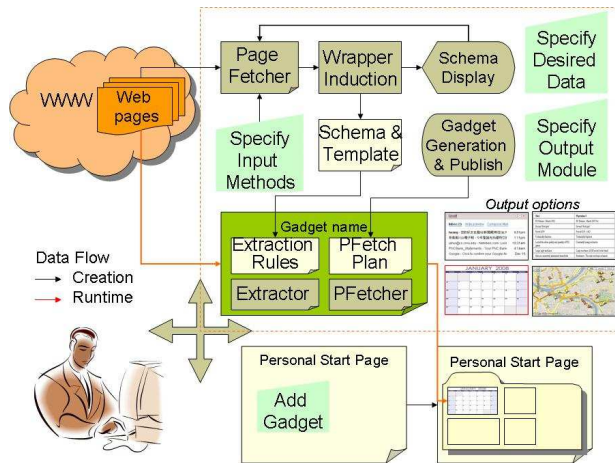 Page
Fetcher
Wrapper
Induction
Schema
Display
Specify
Desired
Data
WWW
Web
pages
Specify
Input
Methods
Schema &
Template
Gadget
Generation
& Publish
Specify
Output
Module
Output options
Gadget name
Extraction
Rules
PFetch
Plan
Extractor
PFetcher
JANUARY 2008
Data Flow
Creation
Runtime
Personal Start Page
Add
Gadget
Personal Start Page